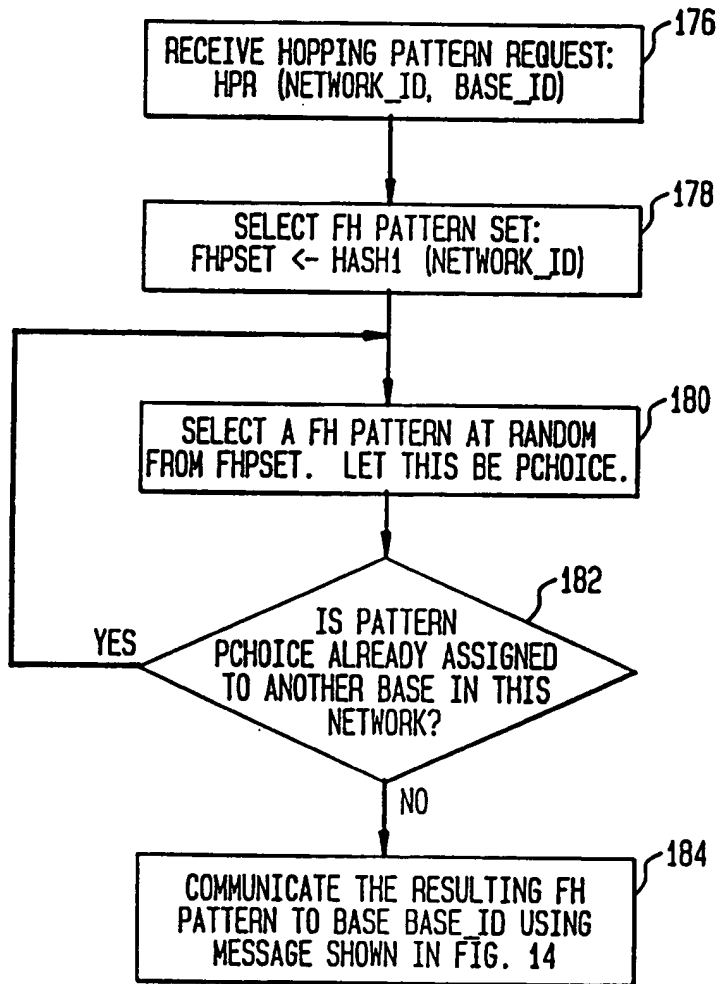 176
RECEIVE HOPPING PATTERN REQUEST:
HPR (NETWORK_ID, BASE_ID)
178
SELECT FH PATTERN SET:
FHPSET <- HASH1 (NETWORK_ID)
180
SELECT A FH PATTERN AT RANDOM
FROM FHPSET. LET THIS BE PCHOICE.
182
YES
IS PATTERN
PCHOICE ALREADY ASSIGNED
TO ANOTHER BASE IN THIS
NETWORK?
NO
184
COMMUNICATE THE RESULTING FH
PATTERN TO BASE BASE_ID USING
MESSAGE SHOWN IN FIG. 14